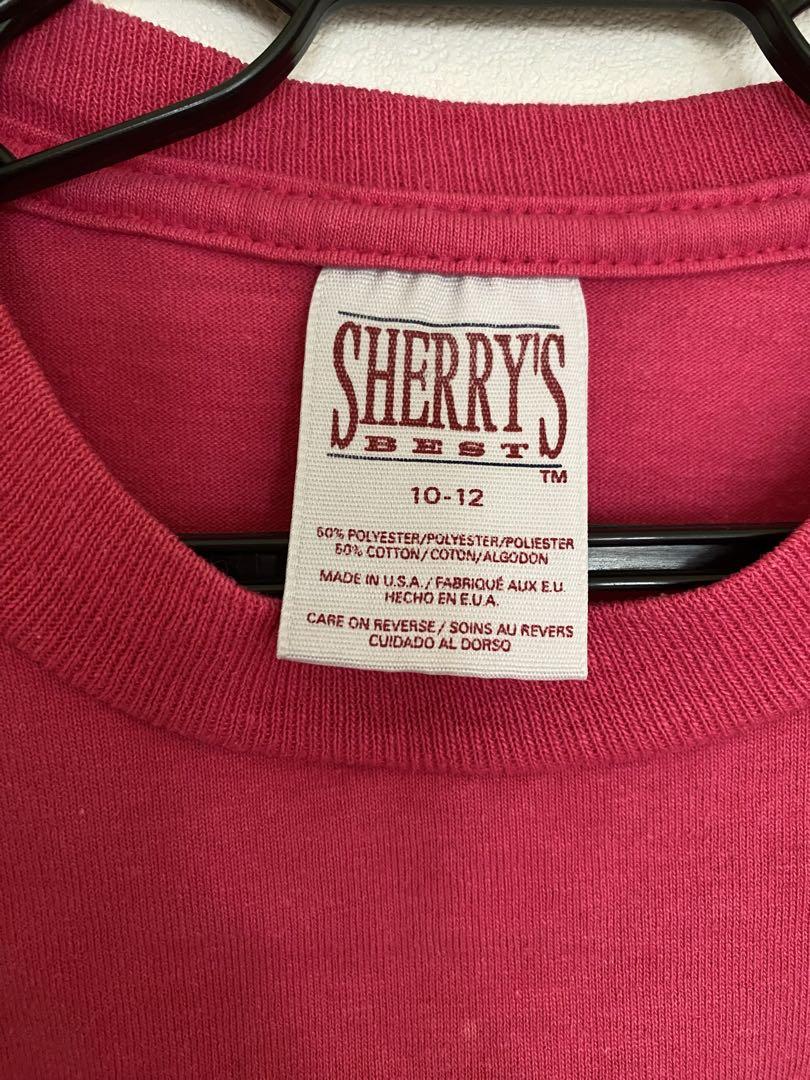 SHERRY'S
BEST
TM
10-12
50% POLYESTER/POLYESTER/POLIESTER
50% COTTON/COTON/ALGODON
MADE IN U.S.A./FABRIQUÉ AUX E.U.
HECHO EN E.U.A.
CARE ON REVERSE/SOINS AU REVERS
CUIDADO AL DORSO